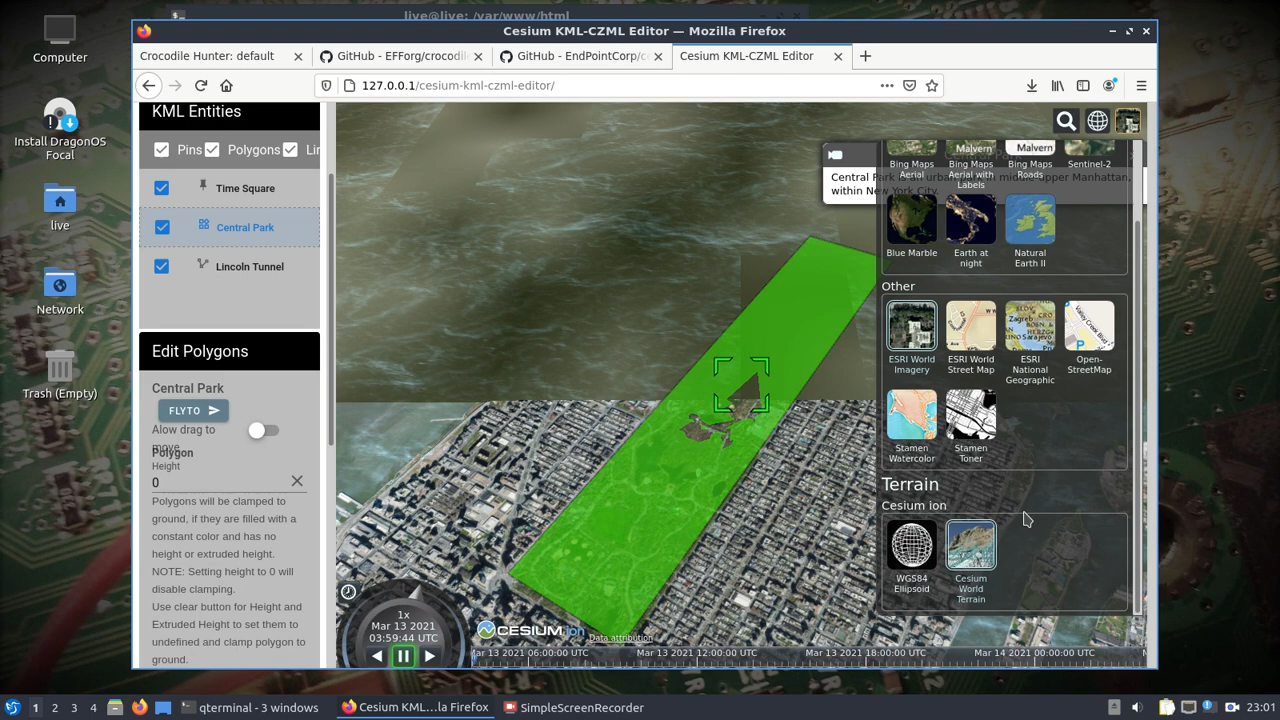 live@live: /var/www/html
Cesium KML-CZML Editor — Mozilla Firefox
Crocodile Hunter: default
GitHub - EFForg/crocodil
GitHub - EndPointCorp/c
Cesium KML-CZML Editor
127.0.0.1/cesium-kml-czml-editor/
Computer
Install DragonOS
Focal
live
Network
Trash (Empty)
KML Entities
Pins
Polygons
Lin
Time Square
Central Park
Lincoln Tunnel
Edit Polygons
Central Park
FLYTO
Alow drag to
move
Polygon
Height
0
Polygons will be clamped to
ground, if they are filled with a
constant color and has no
height or extruded height.
NOTE: Setting height to 0 will
disable clamping.
Use clear button for Height and
Extruded Height to set them to
undefined and clamp polygon to
ground.
Central Park
Central Park is an urban park in middle-upper Manhattan,
within New York City.
Malvern
Malvern
Bing Maps
Aerial
Bing Maps
Aerial with
Labels
Bing Maps
Roads
Sentinel-2
Blue Marble
Earth at
night
Natural
Earth II
Other
ESRI World
Imagery
ESRI World
Street Map
ESRI
National
Geographic
Open-
StreetMap
Stamen
Watercolor
Stamen
Toner
Terrain
Cesium ion
WGS84
Ellipsoid
Cesium
World
Terrain
1x
Mar 13 2021
03:59:44 UTC
CESIUM ion
Data attribution
Mar 13 2021 06:00:00 UTC
Mar 13 2021 12:00:00 UTC
Mar 13 2021 18:00:00 UTC
Mar 14 2021 00:00:00 UTC
1 2 3 4
qterminal - 3 windows
Cesium KML...la Firefox
SimpleScreenRecorder
23:01